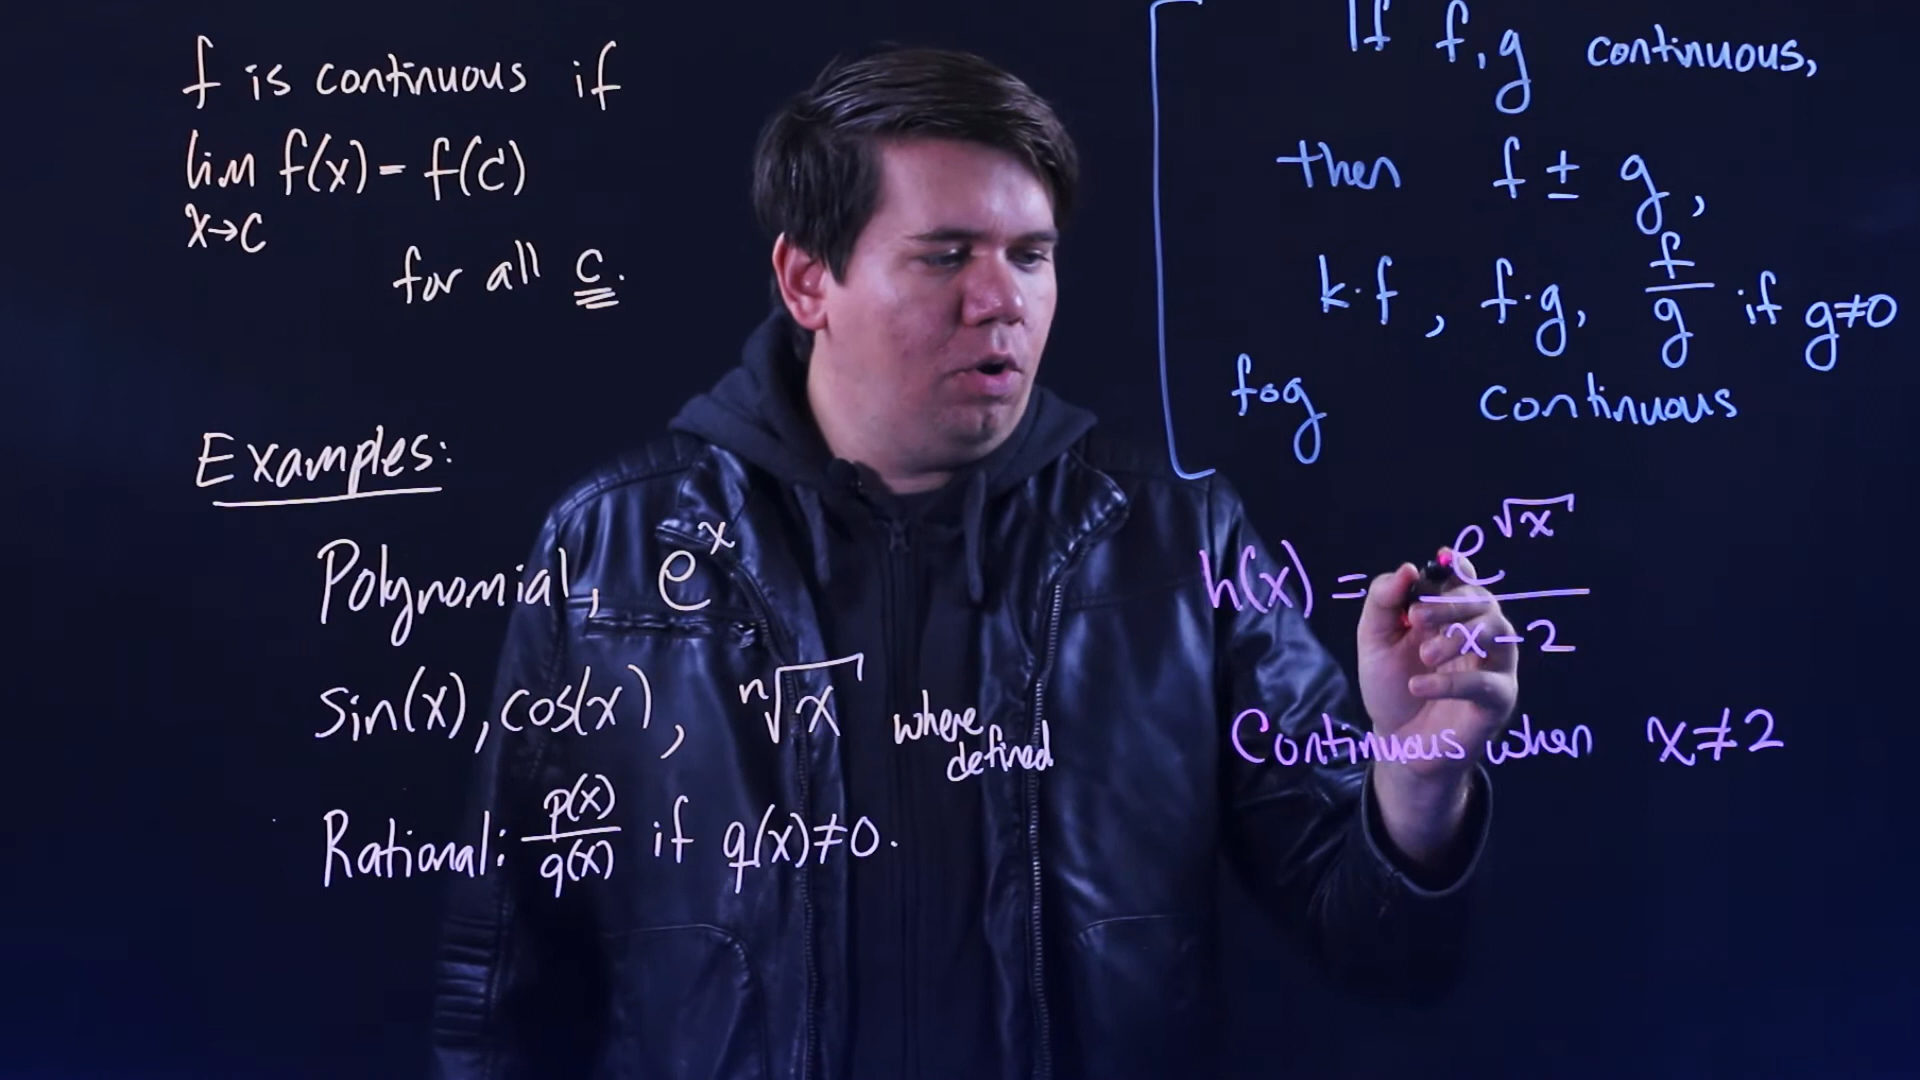 f is continuous if
lim f(x) = f(c)
x→c
for all c.
Examples:
Polynomial, e^x
sin(x), cos(x), ⁿ√x where defined
Rational: p(x)/q(x) if q(x)≠0.
If f, g continuous,
then f ± g,
k·f, f·g, f/g if g≠0
f∘g continuous
h(x) = e^√x / x-2
Continuous when x≠2